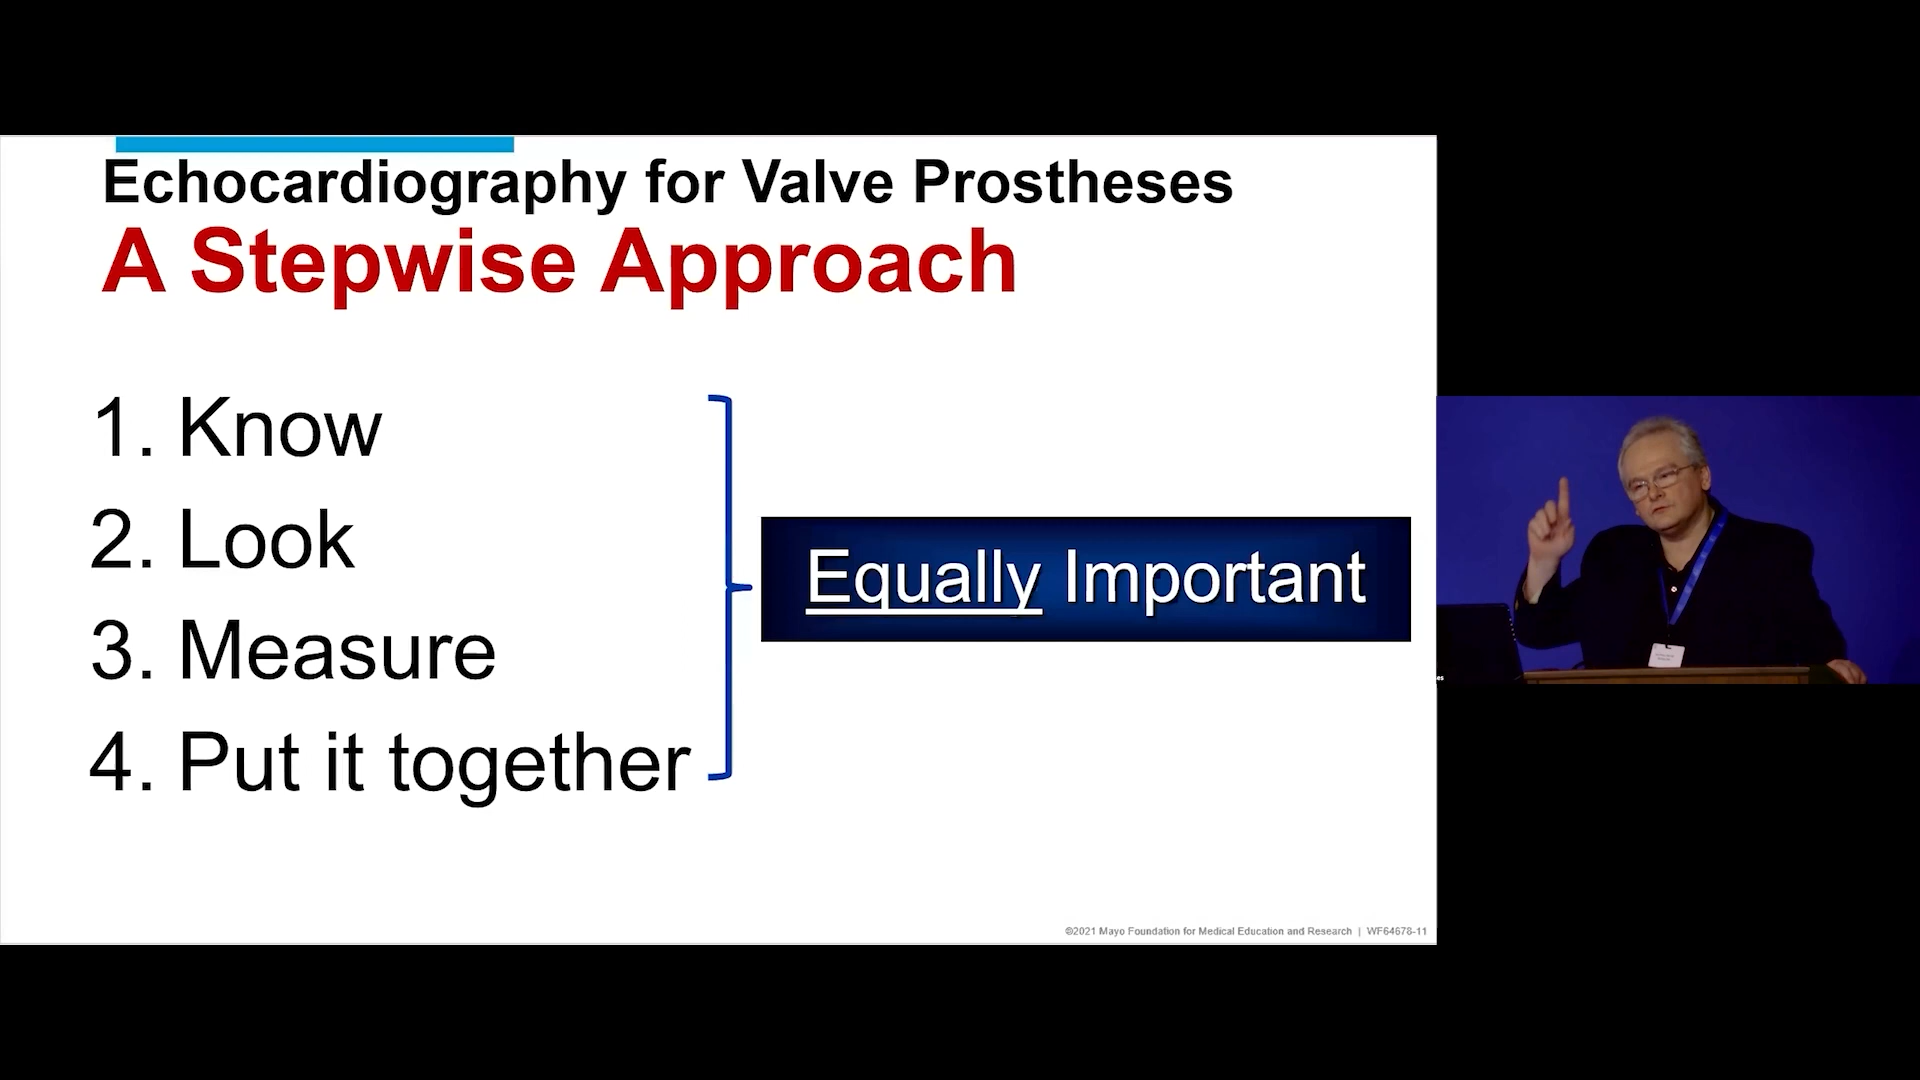 Echocardiography for Valve Prostheses
A Stepwise Approach
1. Know
2. Look
3. Measure
4. Put it together
Equally Important
©2021 Mayo Foundation for Medical Education and Research | WF64678-11